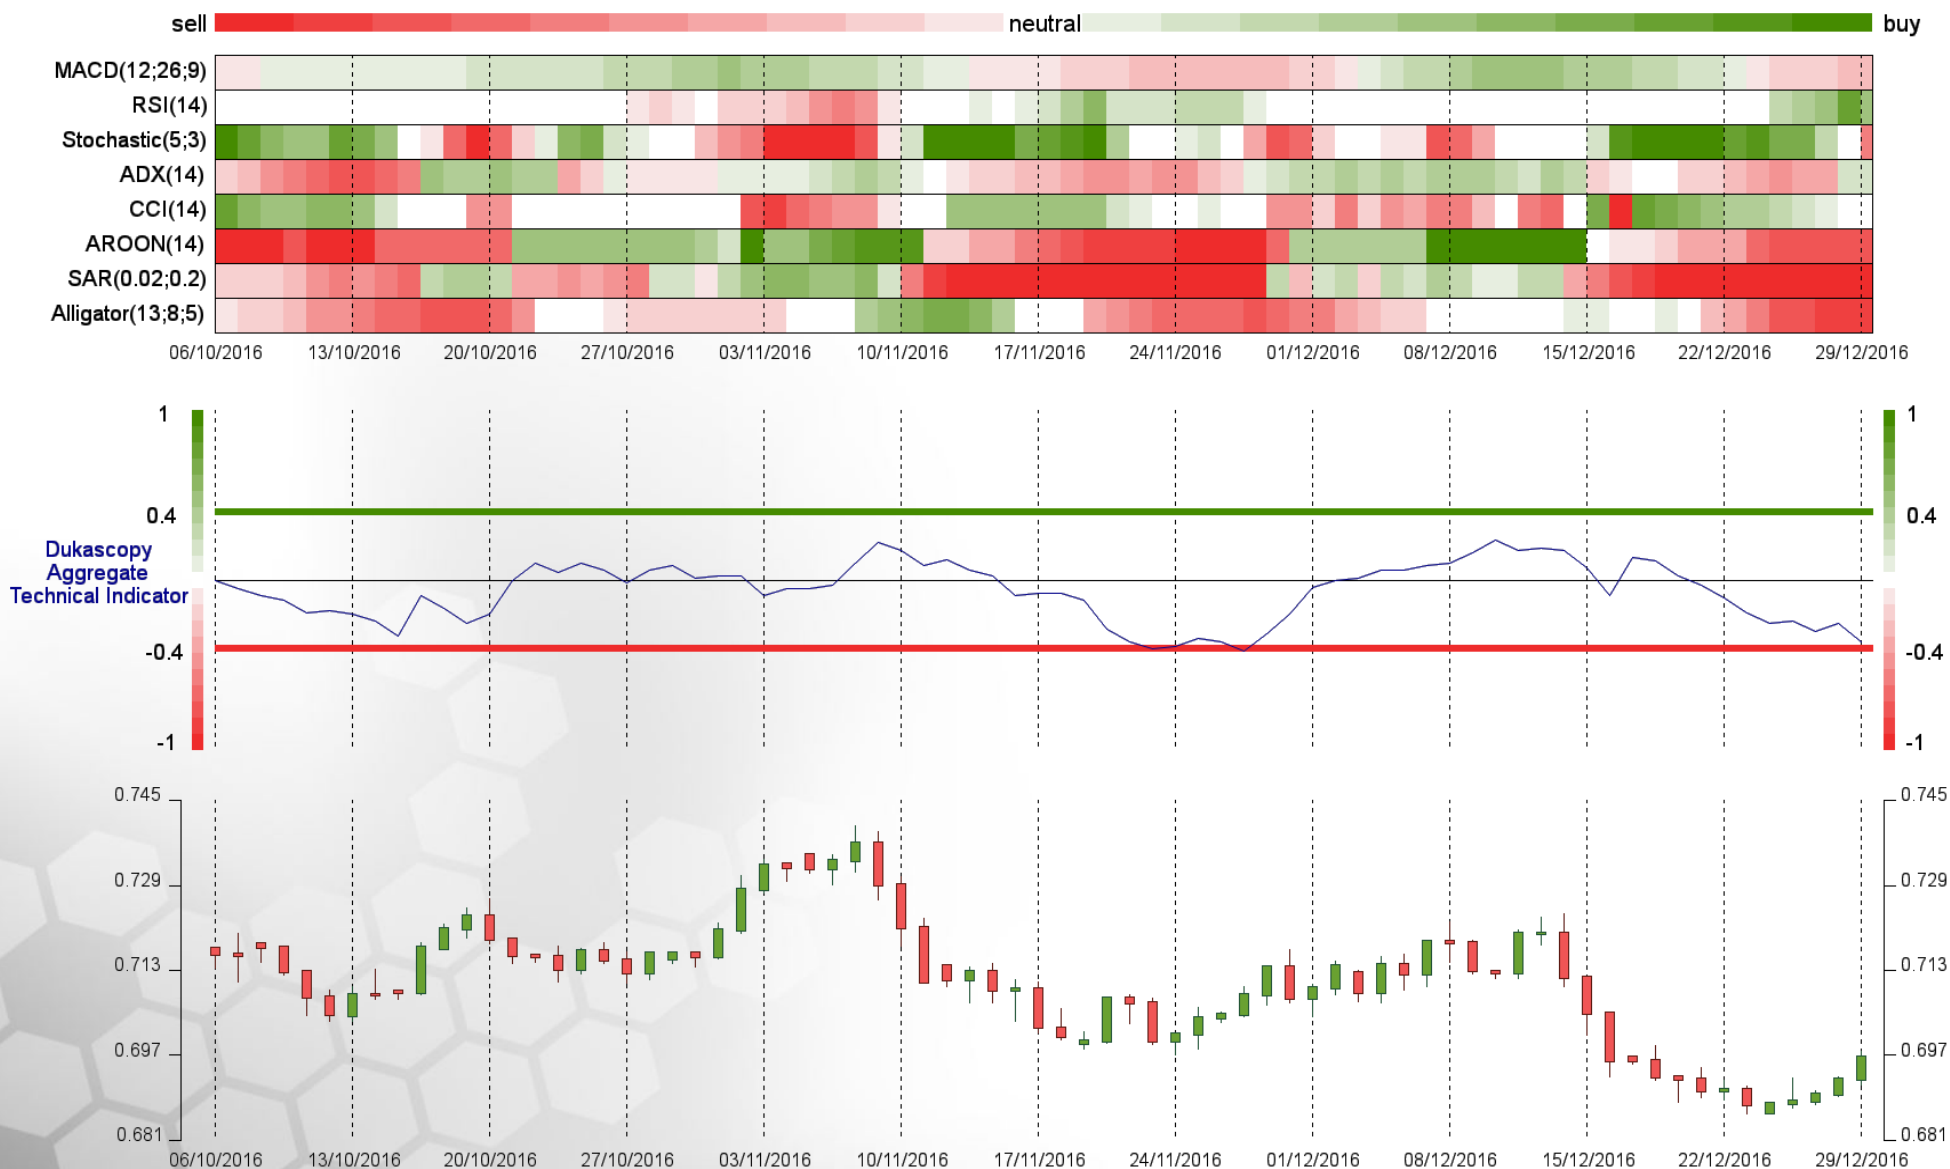 sell neutral buy
MACD(12;26;9)
RSI(14)
Stochastic(5;3)
ADX(14)
CCI(14)
AROON(14)
SAR(0.02;0.2)
Alligator(13;8;5)
06/10/2016 13/10/2016 20/10/2016 27/10/2016 03/11/2016 10/11/2016 17/11/2016 24/11/2016 01/12/2016 08/12/2016 15/12/2016 22/12/2016 29/12/2016
1 1
0.4 0.4
Dukascopy
Aggregate
Technical Indicator
-0.4 -0.4
-1 -1
0.745 0.745
0.729 0.729
0.713 0.713
0.697 0.697
0.681 0.681
06/10/2016 13/10/2016 20/10/2016 27/10/2016 03/11/2016 10/11/2016 17/11/2016 24/11/2016 01/12/2016 08/12/2016 15/12/2016 22/12/2016 29/12/2016